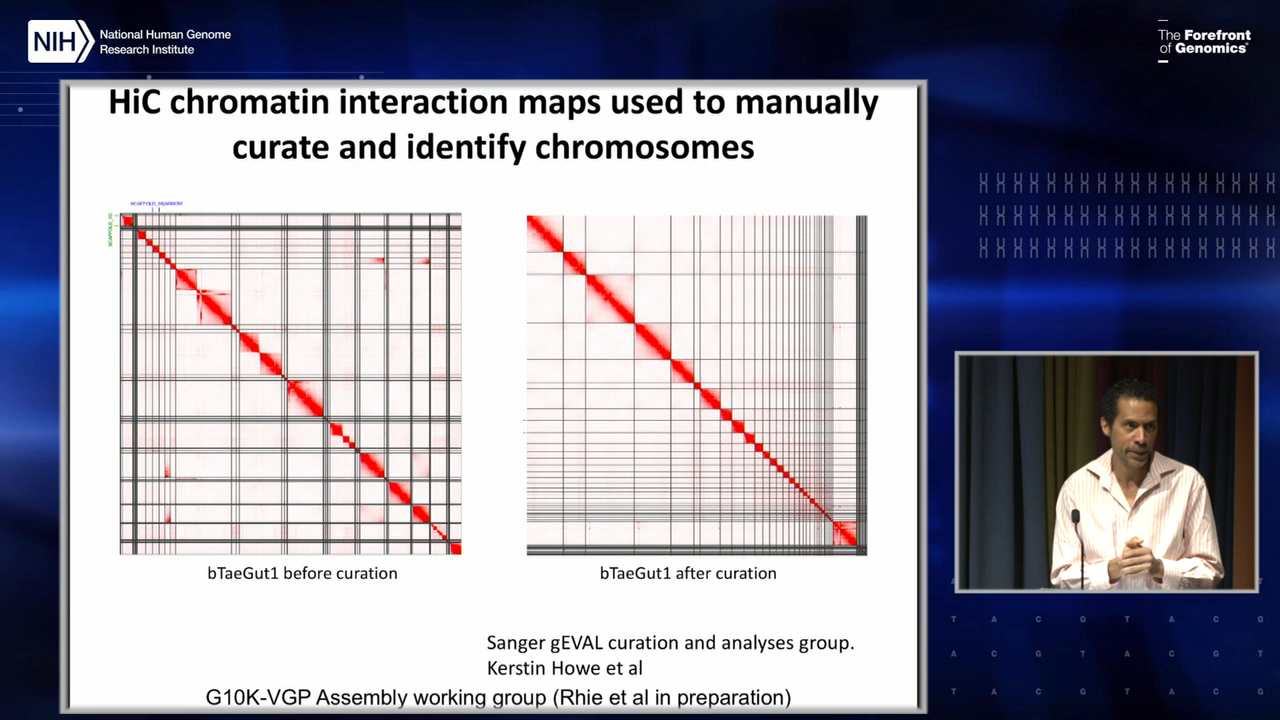 NIH
National Human Genome
Research Institute
The Forefront
of Genomics®
HiC chromatin interaction maps used to manually
curate and identify chromosomes
bTaeGut1 before curation
bTaeGut1 after curation
Sanger gEVAL curation and analyses group.
Kerstin Howe et al
G10K-VGP Assembly working group (Rhie et al in preparation)
T A C G T A C G
A C G T A C G T
T A C G T A C G